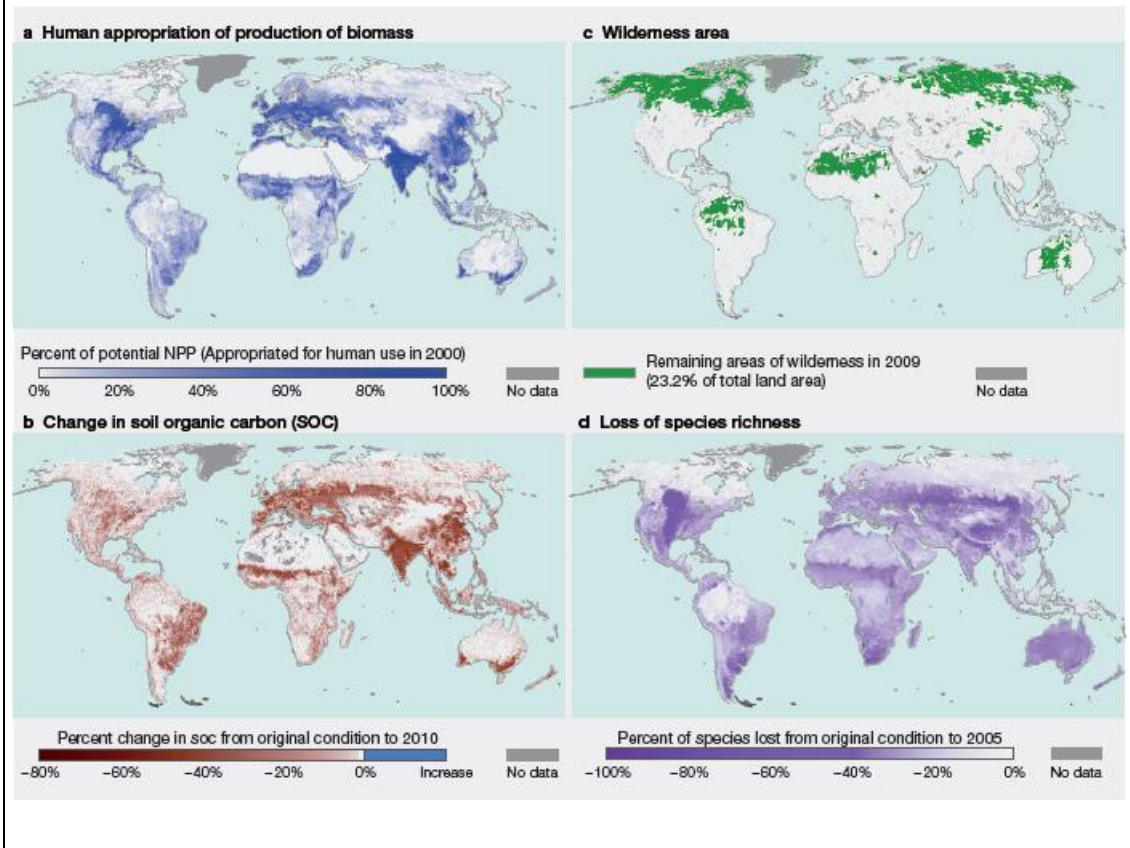 a Human appropriation of production of biomass
Percent of potential NPP (Appropriated for human use in 2000)
0% 20% 40% 60% 80% 100%
No data
c Wilderness area
Remaining areas of wilderness in 2009
(23.2% of total land area)
No data
b Change in soil organic carbon (SOC)
Percent change in soc from original condition to 2010
−80% −60% −40% −20% 0% Increase
No data
d Loss of species richness
Percent of species lost from original condition to 2005
−100% −80% −60% −40% −20% 0%
No data